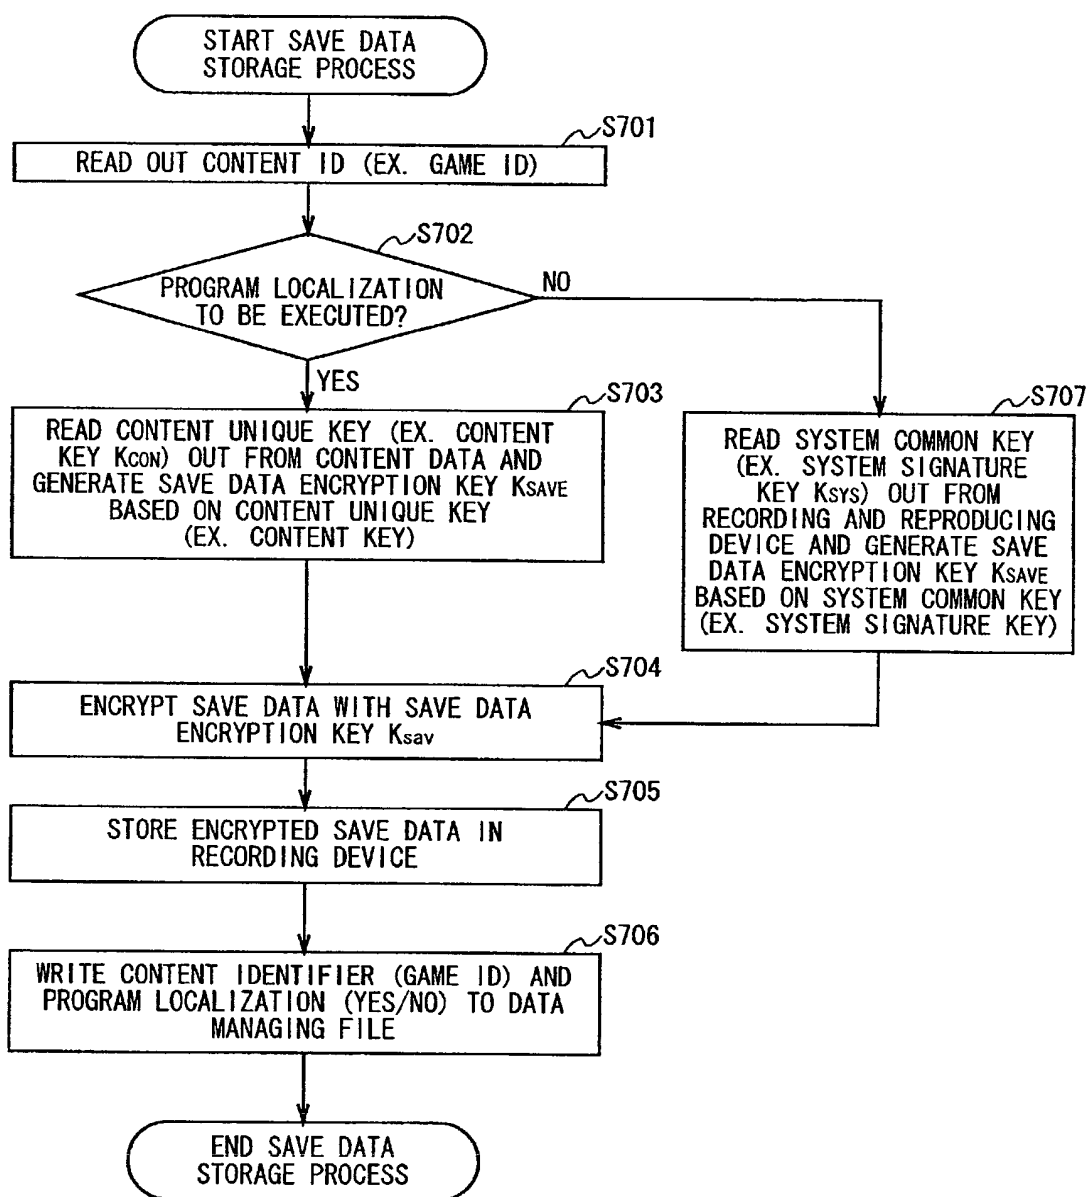 START SAVE DATA
STORAGE PROCESS
S701
READ OUT CONTENT ID (EX. GAME ID)
S702
PROGRAM LOCALIZATION
TO BE EXECUTED?
NO
YES
S703
READ CONTENT UNIQUE KEY (EX. CONTENT
KEY KCON) OUT FROM CONTENT DATA AND
GENERATE SAVE DATA ENCRYPTION KEY KSAVE
BASED ON CONTENT UNIQUE KEY
(EX. CONTENT KEY)
S707
READ SYSTEM COMMON KEY
(EX. SYSTEM SIGNATURE
KEY KSYS) OUT FROM
RECORDING AND REPRODUCING
DEVICE AND GENERATE SAVE
DATA ENCRYPTION KEY KSAVE
BASED ON SYSTEM COMMON KEY
(EX. SYSTEM SIGNATURE KEY)
S704
ENCRYPT SAVE DATA WITH SAVE DATA
ENCRYPTION KEY Ksav
S705
STORE ENCRYPTED SAVE DATA IN
RECORDING DEVICE
S706
WRITE CONTENT IDENTIFIER (GAME ID) AND
PROGRAM LOCALIZATION (YES/NO) TO DATA
MANAGING FILE
END SAVE DATA
STORAGE PROCESS